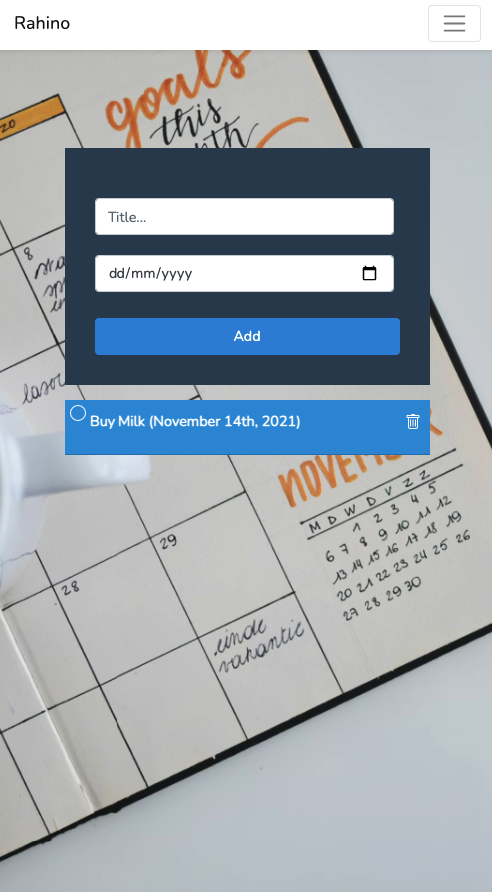 Rahino
20
goals
this
8
Title...
dd/mm/yyyy
Add
Buy Milk (November 14th, 2021)
NOVEMBER
M D W D V Z Z
1 2 3 4 5
6 7 8 9 10 11 12
13 14 15 16 17 18 19
20 21 22 23 24 25 26
27 28 29 30
29
28
einde
vakantie